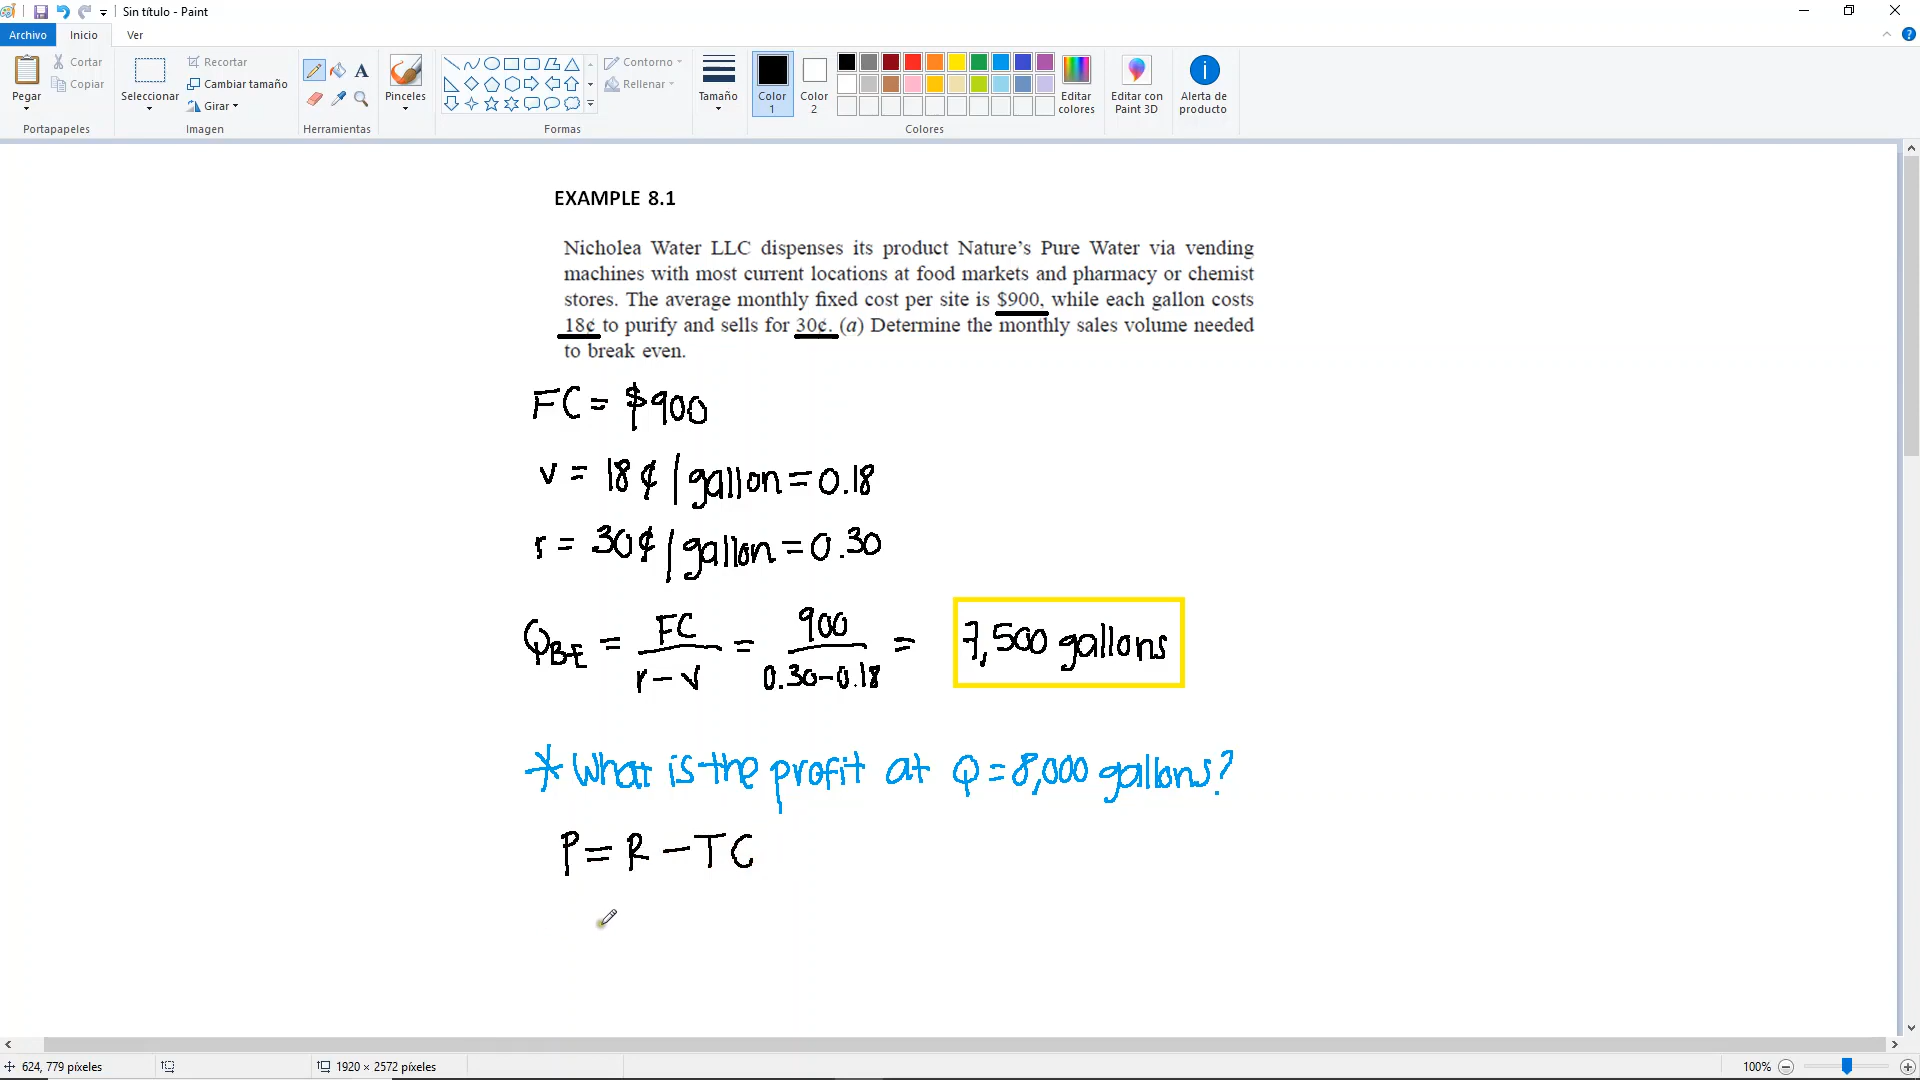 Sin título - Paint
Archivo Inicio Ver
Pegar
Cortar
Copiar
Portapapeles
Seleccionar
Recortar
Cambiar tamaño
Girar
Imagen
A
Herramientas
Pinceles
Contorno
Rellenar
Formas
Tamaño
Color 1
Color 2
Editar colores
Colores
Editar con Paint 3D
Alerta de producto
EXAMPLE 8.1
Nicholea Water LLC dispenses its product Nature's Pure Water via vending
machines with most current locations at food markets and pharmacy or chemist
stores. The average monthly fixed cost per site is $900, while each gallon costs
18¢ to purify and sells for 30¢. (a) Determine the monthly sales volume needed
to break even.
FC = $900
v = 18¢ / gallon = 0.18
r = 30¢ / gallon = 0.30
QBE = FC / r - v = 900 / 0.30-0.18 = 7,500 gallons
* What is the profit at Q = 8,000 gallons?
P = R - TC
624, 779 píxeles
1920 × 2572 píxeles
100%